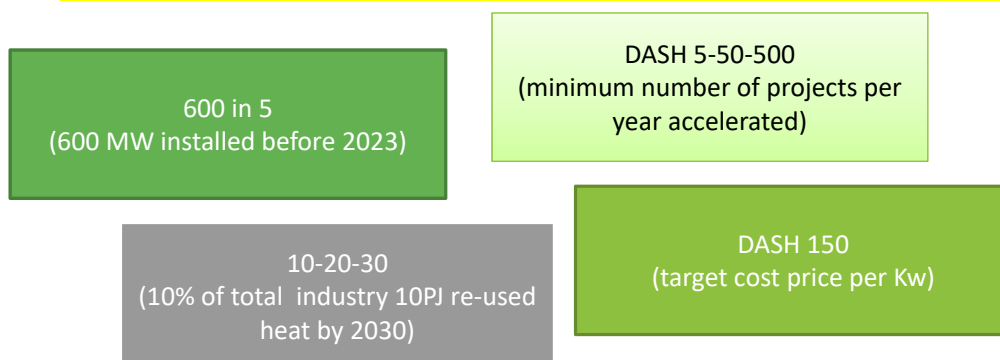 600 in 5
(600 MW installed before 2023)
DASH 5-50-500
(minimum number of projects per
year accelerated)
10-20-30
(10% of total  industry 10PJ re-used
heat by 2030)
DASH 150
(target cost price per Kw)